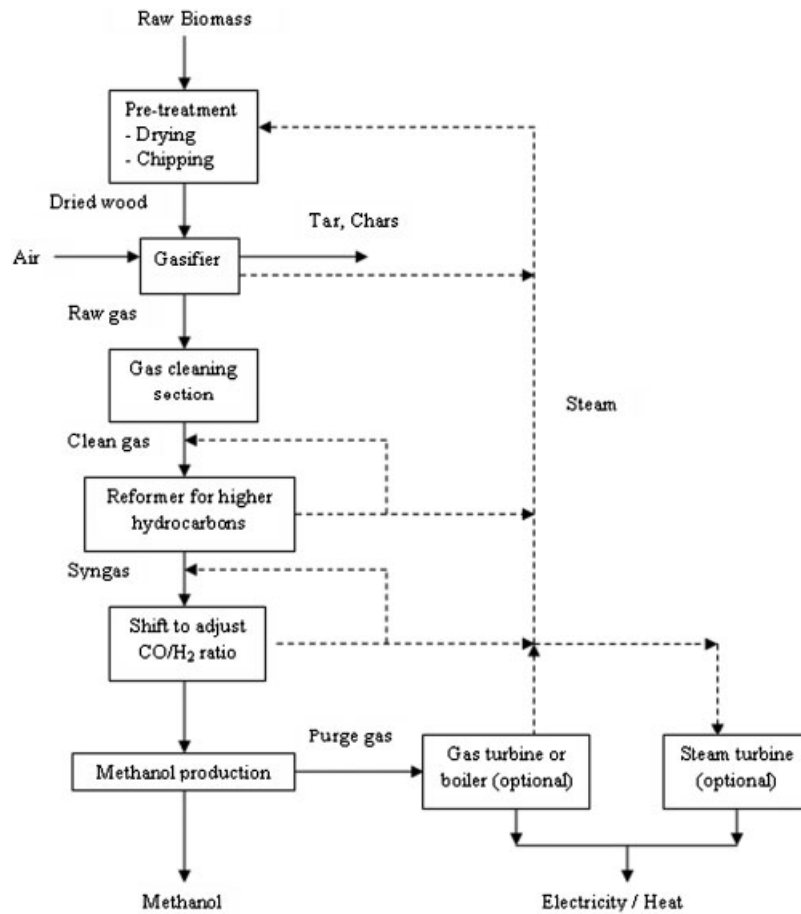 Raw Biomass
Pre-treatment
- Drying
- Chipping
Dried wood
Tar, Chars
Air
Gasifier
Raw gas
Gas cleaning
section
Steam
Clean gas
Reformer for higher
hydrocarbons
Syngas
Shift to adjust
CO/H₂ ratio
Purge gas
Methanol production
Gas turbine or
boiler (optional)
Steam turbine
(optional)
Methanol
Electricity / Heat